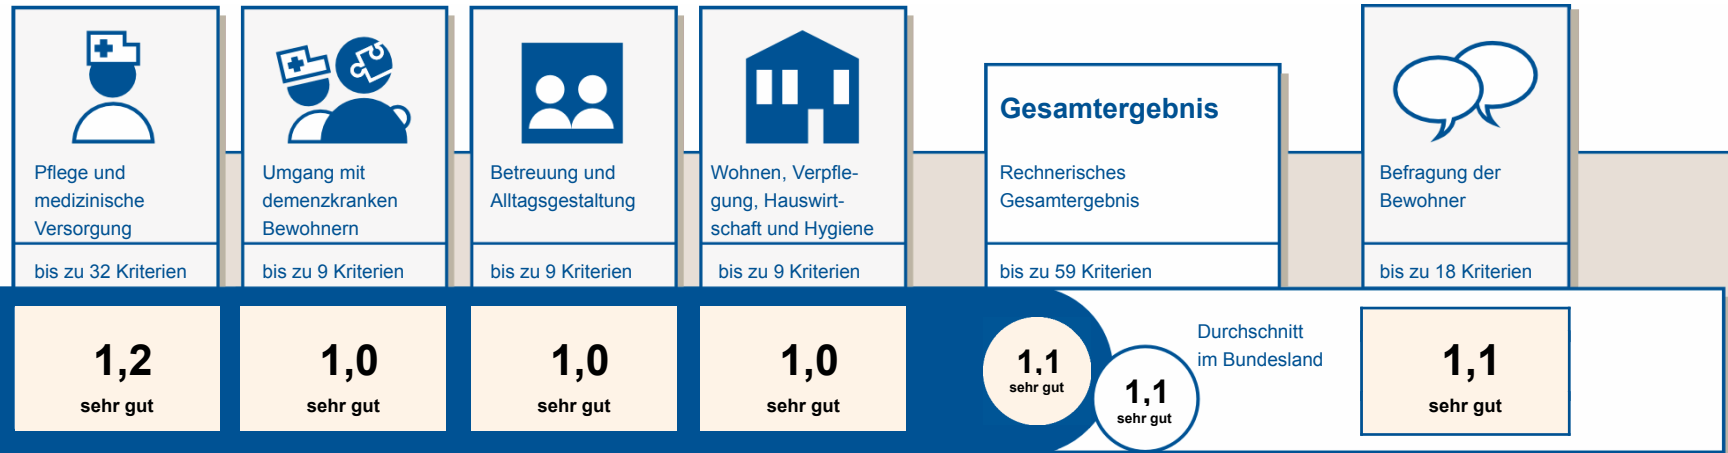 Pflege und
medizinische
Versorgung
bis zu 32 Kriterien
1,2
sehr gut
Umgang mit
demenzkranken
Bewohnern
bis zu 9 Kriterien
1,0
sehr gut
Betreuung und
Alltagsgestaltung
bis zu 9 Kriterien
1,0
sehr gut
Wohnen, Verpfle-
gung, Hauswirt-
schaft und Hygiene
bis zu 9 Kriterien
1,0
sehr gut
Gesamtergebnis
Rechnerisches
Gesamtergebnis
bis zu 59 Kriterien
1,1
sehr gut
1,1
sehr gut
Durchschnitt
im Bundesland
Befragung der
Bewohner
bis zu 18 Kriterien
1,1
sehr gut